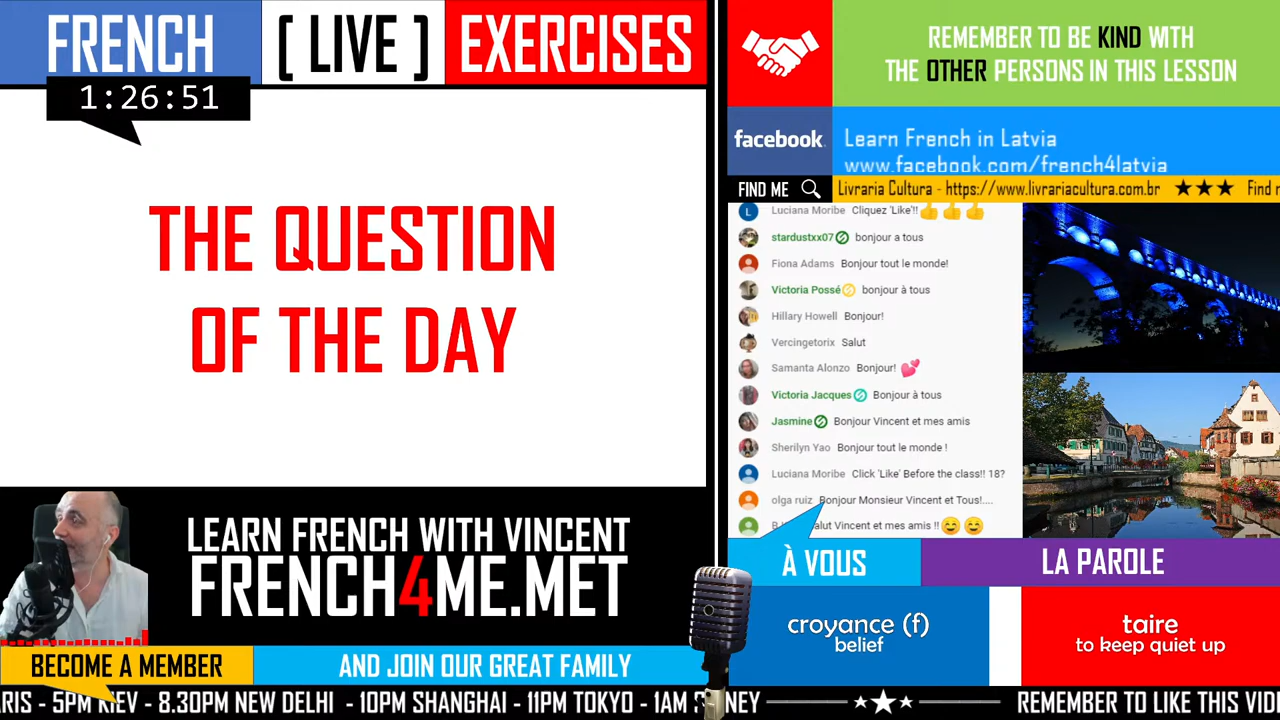 FRENCH
[ LIVE ]
EXERCISES
1:26:51
THE QUESTION
OF THE DAY
LEARN FRENCH WITH VINCENT
FRENCH4ME.MET
BECOME A MEMBER
AND JOIN OUR GREAT FAMILY
REMEMBER TO BE KIND WITH
THE OTHER PERSONS IN THIS LESSON
facebook.
Learn French in Latvia
www.facebook.com/french4latvia
FIND ME
Livraria Cultura - https://www.livrariacultura.com.br ★★★ Find
L Luciana Moribe Cliquez 'Like'!! 👍👍👍
stardustxx07 bonjour a tous
Fiona Adams Bonjour tout le monde!
Victoria Possé bonjour à tous
Hillary Howell Bonjour!
Vercingetorix Salut
Samanta Alonzo Bonjour! 💕
Victoria Jacques Bonjour à tous
Jasmine Bonjour Vincent et mes amis
Sherilyn Yao Bonjour tout le monde !
Luciana Moribe Click 'Like' Before the class!! 18?
olga ruiz Bonjour Monsieur Vincent et Tous!....
Vincent et mes amis !! 😊😊
À VOUS
LA PAROLE
croyance (f)
belief
taire
to keep quiet up
RIS - 5PM KIEV - 8.30PM NEW DELHI - 10PM SHANGHAI - 11PM TOKYO - 1AM S NEY ★★★ REMEMBER TO LIKE THIS VID